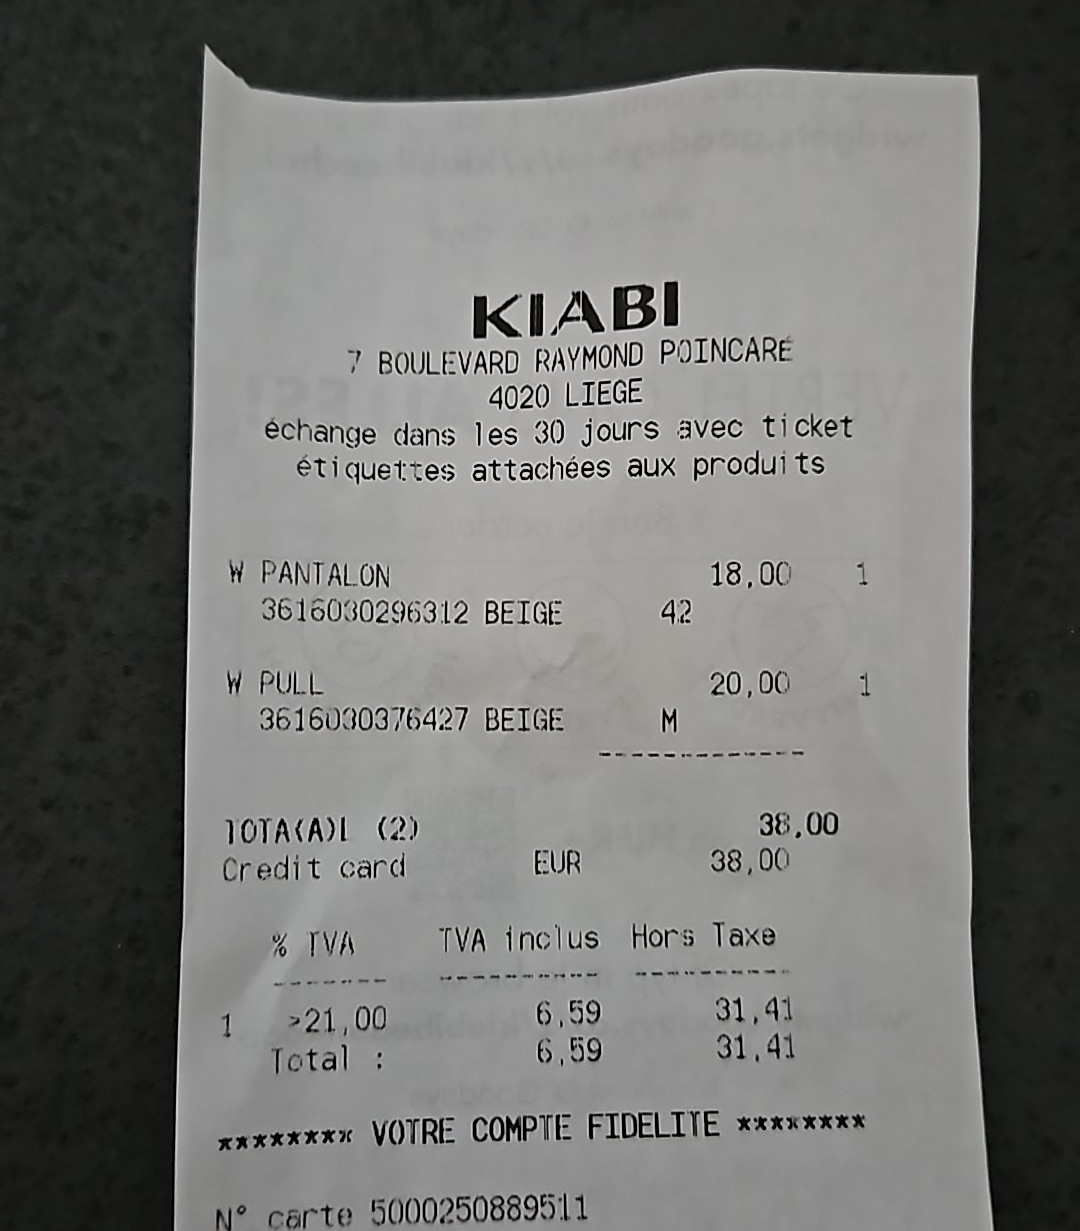 KIABI
7 BOULEVARD RAYMOND POINCARÉ
4020 LIEGE
échange dans les 30 jours avec ticket
étiquettes attachées aux produits
W PANTALON 18,00 1
3616030296312 BEIGE 42
W PULL 20,00 1
3616030376427 BEIGE M
-------------
TOTA(A)L (2) 38,00
Credit card EUR 38,00
% TVA TVA inclus Hors Taxe
------- ---------- ----------
1 >21,00 6,59 31,41
Total : 6,59 31,41
******** VOTRE COMPTE FIDELITE ********
N° carte 5000250889511